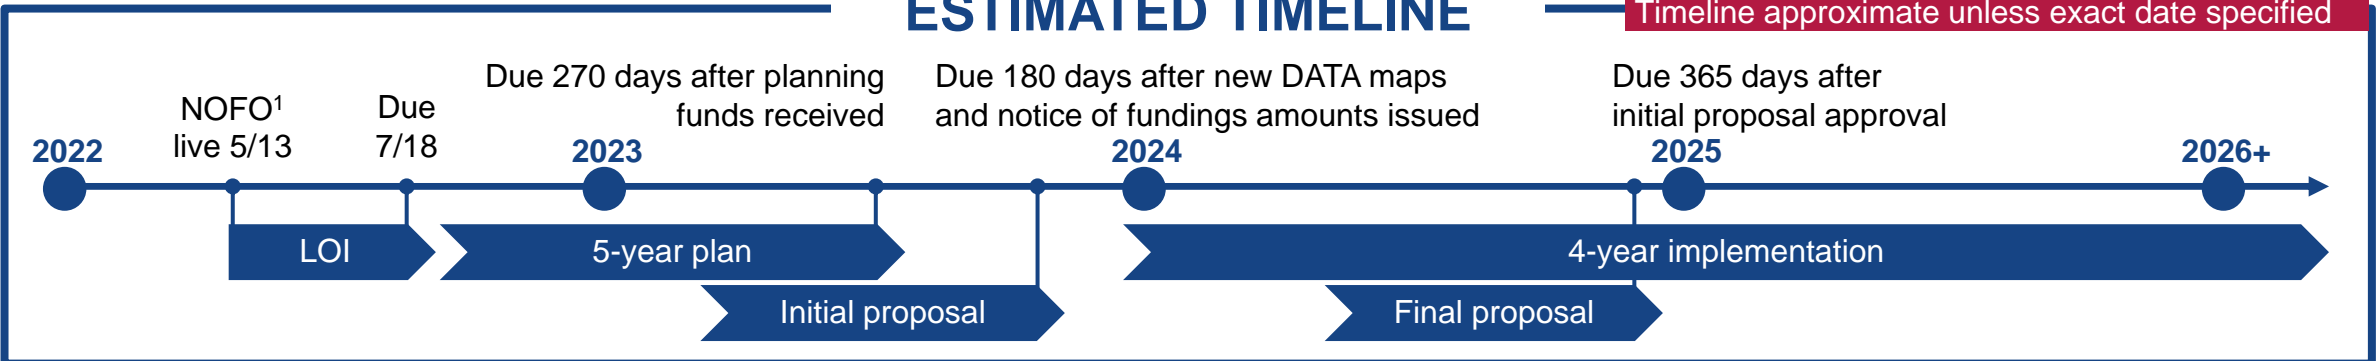 ESTIMATED TIMELINE
Timeline approximate unless exact date specified
NOFO¹
live 5/13
Due
7/18
Due 270 days after planning
funds received
Due 180 days after new DATA maps
and notice of fundings amounts issued
Due 365 days after
initial proposal approval
2022
2023
2024
2025
2026+
LOI
5-year plan
4-year implementation
Initial proposal
Final proposal